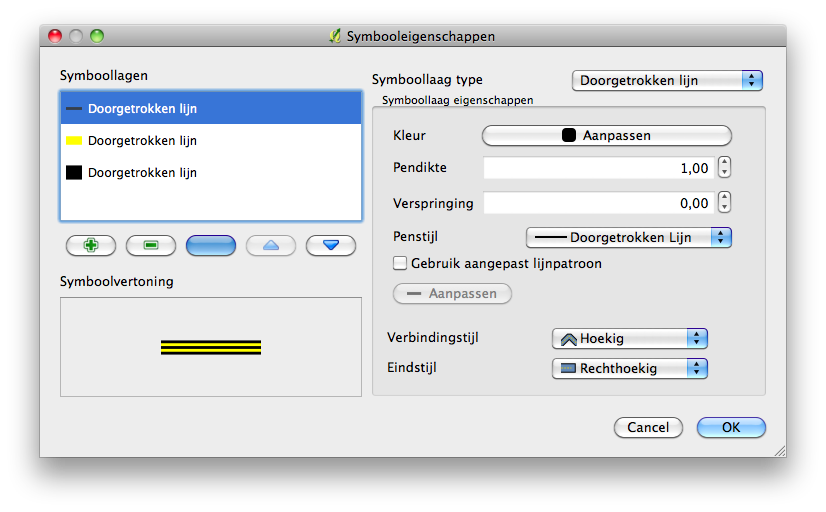 Symbooleigenschappen
Symboollagen
Doorgetrokken lijn
Doorgetrokken lijn
Doorgetrokken lijn
Symboolvertoning
Symboollaag type
Doorgetrokken lijn
Symboollaag eigenschappen
Kleur
Aanpassen
Pendikte
1,00
Verspringing
0,00
Penstijl
Doorgetrokken Lijn
Gebruik aangepast lijnpatroon
Aanpassen
Verbindingstijl
Hoekig
Eindstijl
Rechthoekig
Cancel
OK